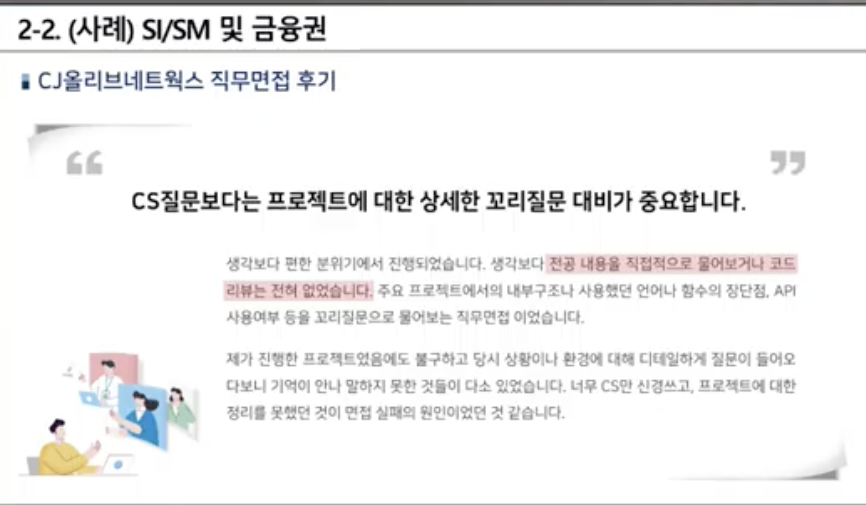 2-2. (사례) SI/SM 및 금융권
CJ올리브네트웍스 직무면접 후기
CS질문보다는 프로젝트에 대한 상세한 꼬리질문 대비가 중요합니다.
생각보다 편한 분위기에서 진행되었습니다. 생각보다 전공 내용을 직접적으로 물어보거나 코드
리뷰는 전혀 없었습니다. 주요 프로젝트에서의 내부구조나 사용했던 언어나 함수의 장단점, API
사용여부 등을 꼬리질문으로 물어보는 직무면접 이었습니다.
제가 진행한 프로젝트였음에도 불구하고 당시 상황이나 환경에 대해 디테일하게 질문이 들어오
다보니 기억이 안나 말하지 못한 것들이 다소 있었습니다. 너무 CS만 신경쓰고, 프로젝트에 대한
정리를 못했던 것이 면접 실패의 원인이었던 것 같습니다.